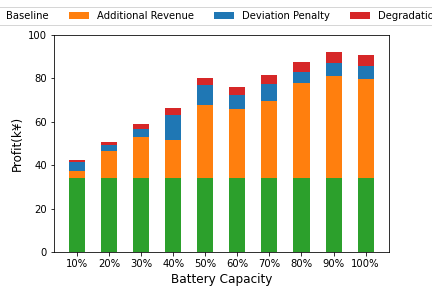 Baseline Additional Revenue Deviation Penalty Degradatio
100
80
60
40
20
0
Profit(k¥)
10% 20% 30% 40% 50% 60% 70% 80% 90% 100%
Battery Capacity